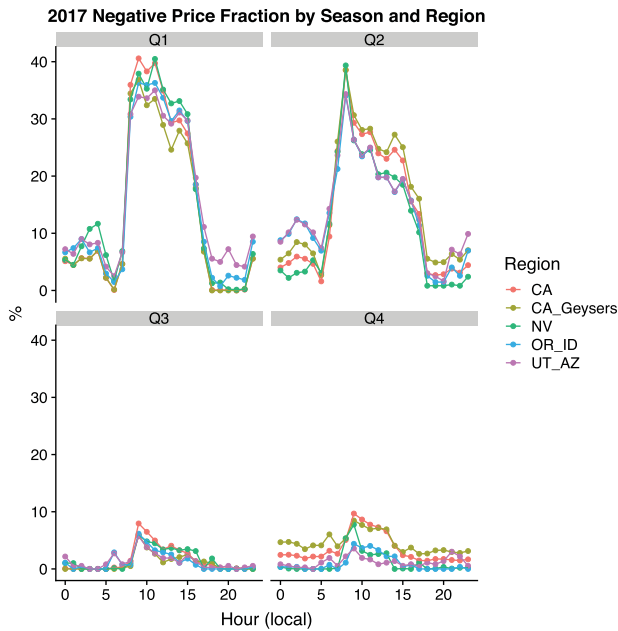 2017 Negative Price Fraction by Season and Region
Q1 Q2
40
30
20
10
0
Q3 Q4
40
30
20
10
0
0 5 10 15 20 0 5 10 15 20
%
Hour (local)
Region
CA
CA_Geysers
NV
OR_ID
UT_AZ